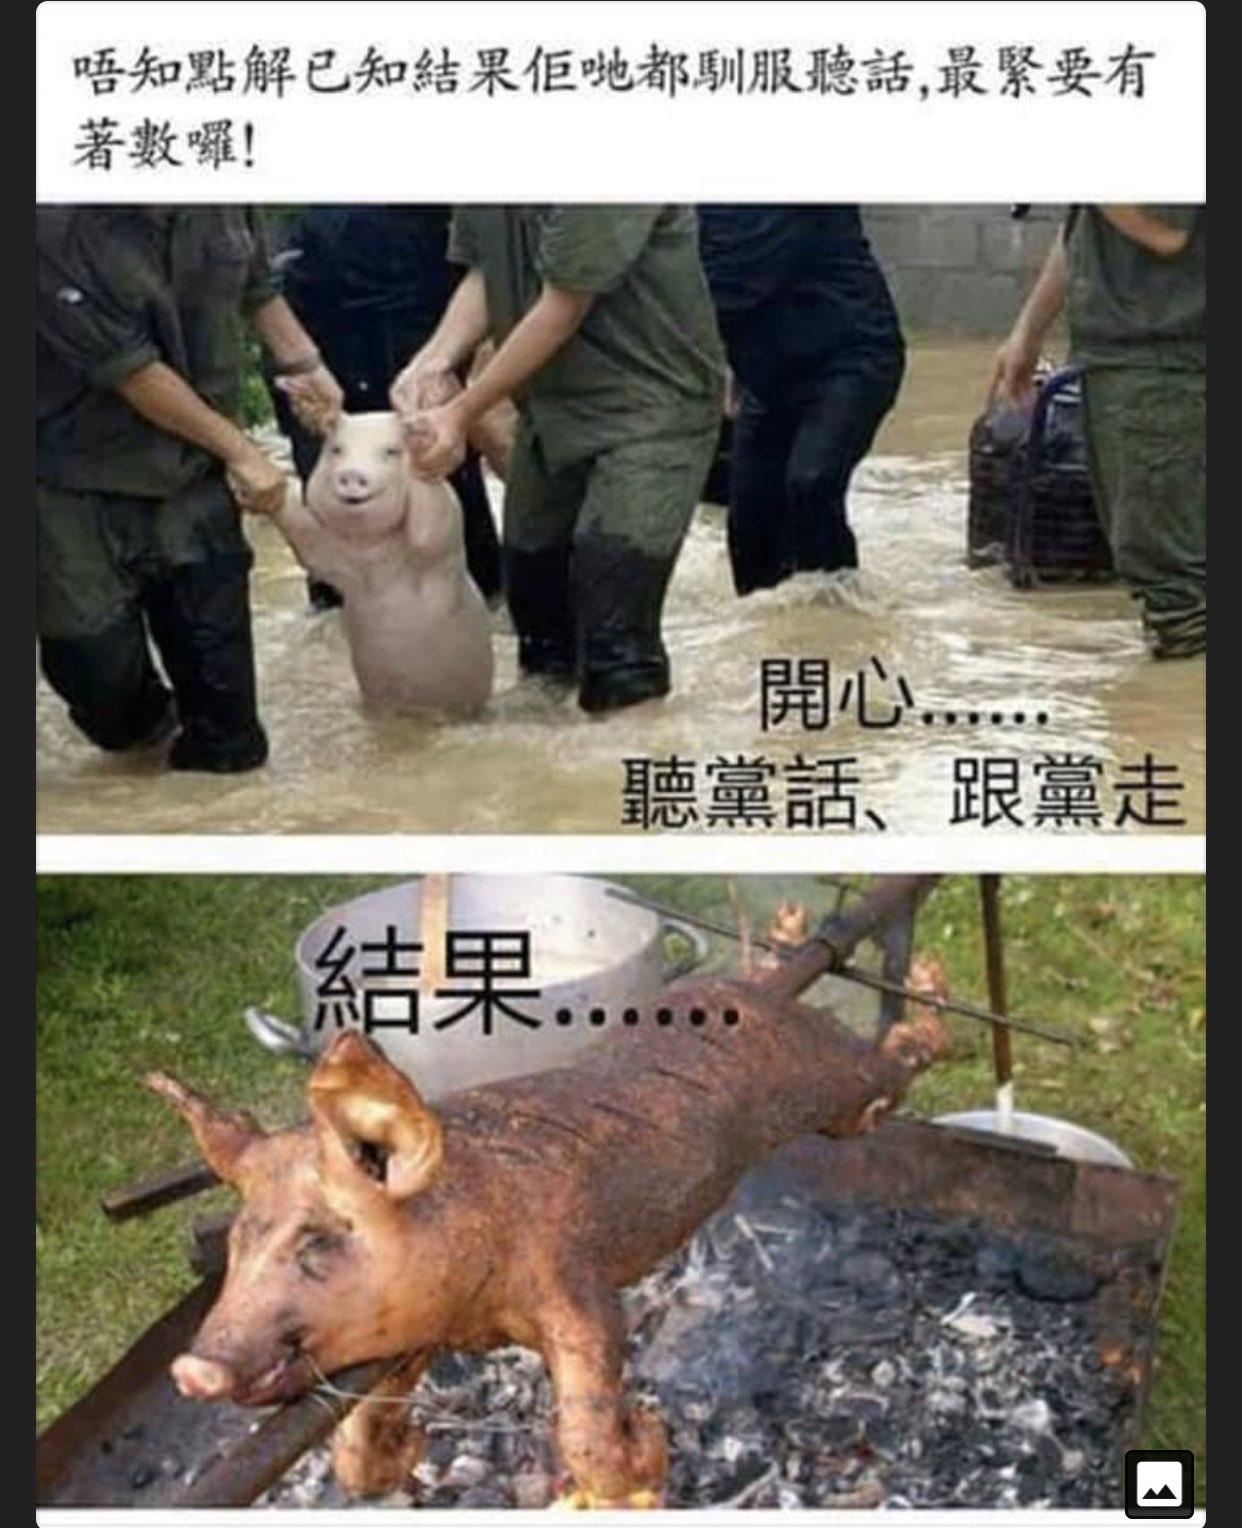 唔知點解已知結果佢哋都馴服聽話,最緊要有
著數囉!
開心......
聽黨話、跟黨走
結果.......